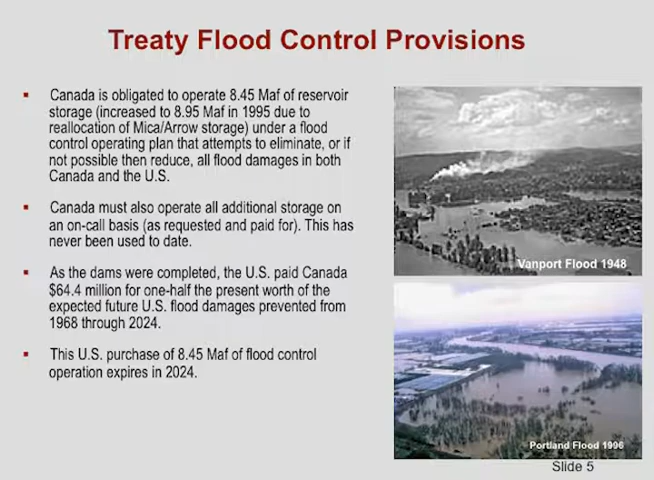 Treaty Flood Control Provisions
▪ Canada is obligated to operate 8.45 Maf of reservoir
storage (increased to 8.95 Maf in 1995 due to
reallocation of Mica/Arrow storage) under a flood
control operating plan that attempts to eliminate, or if
not possible then reduce, all flood damages in both
Canada and the U.S.
▪ Canada must also operate all additional storage on
an on-call basis (as requested and paid for). This has
never been used to date.
▪ As the dams were completed, the U.S. paid Canada
$64.4 million for one-half the present worth of the
expected future U.S. flood damages prevented from
1968 through 2024.
▪ This U.S. purchase of 8.45 Maf of flood control
operation expires in 2024.
Vanport Flood 1948
Portland Flood 1996
Slide 5